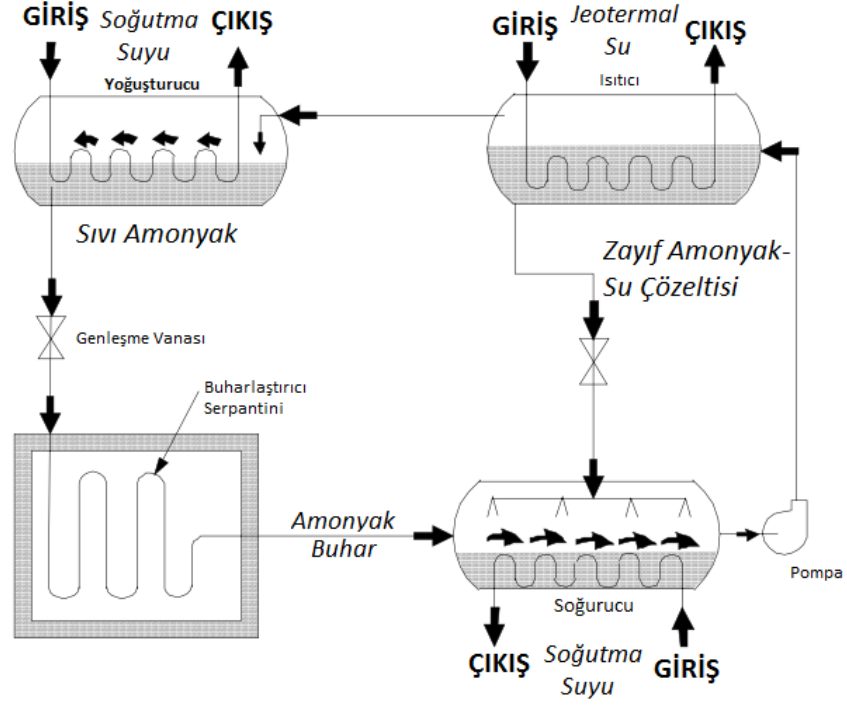 GİRİŞ Soğutma ÇIKIŞ
Suyu
Yoğuşturucu
GİRİŞ Jeotermal ÇIKIŞ
Su
Isıtıcı
Sıvı Amonyak
Zayıf Amonyak-
Su Çözeltisi
Genleşme Vanası
Buharlaştırıcı
Serpantini
Amonyak
Buhar
Pompa
Soğurucu
ÇIKIŞ Soğutma GİRİŞ
Suyu